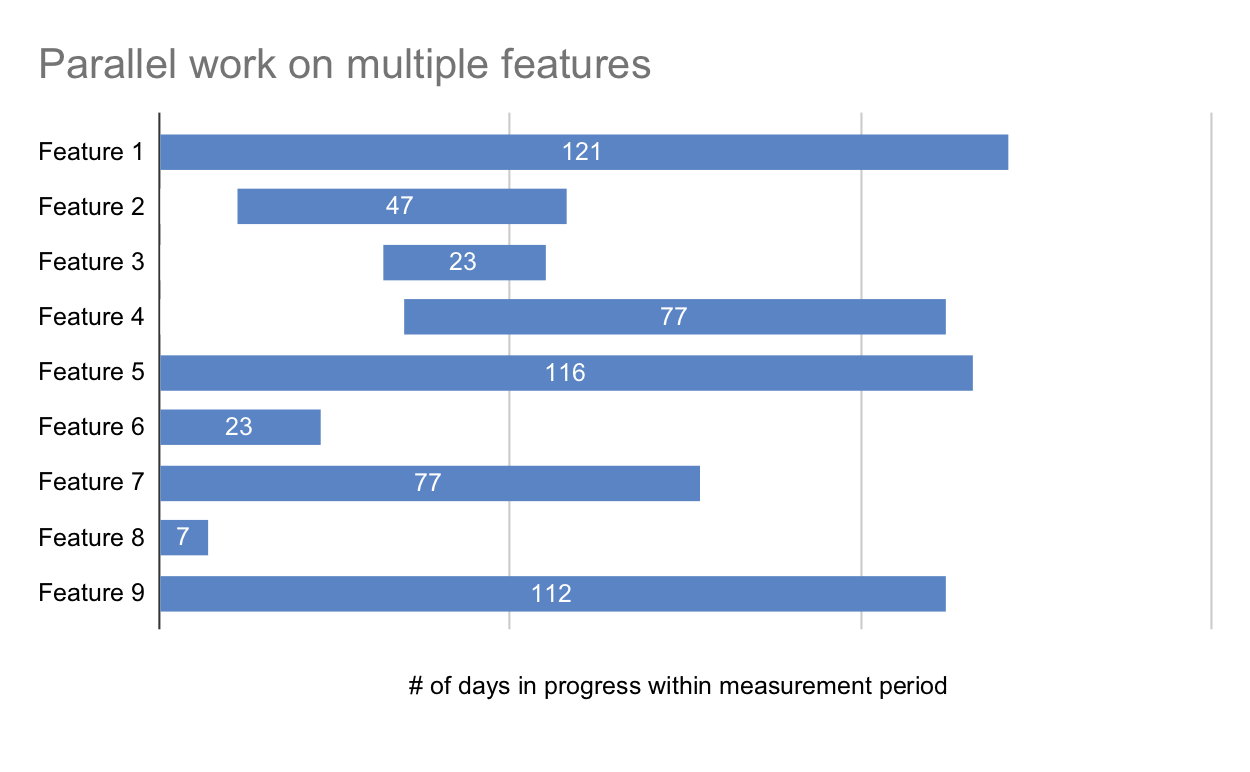 Parallel work on multiple features
Feature 1 121
Feature 2 47
Feature 3 23
Feature 4 77
Feature 5 116
Feature 6 23
Feature 7 77
Feature 8 7
Feature 9 112
# of days in progress within measurement period